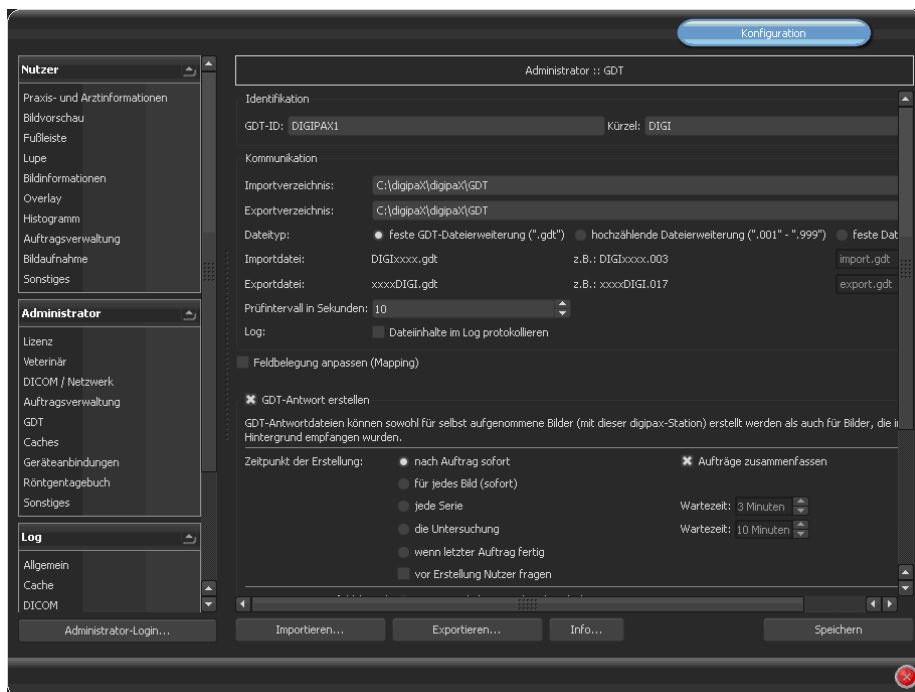 Konfiguration
Nutzer
Praxis- und Arztinformationen
Bildvorschau
Fußleiste
Lupe
Bildinformationen
Overlay
Histogramm
Auftragsverwaltung
Bildaufnahme
Sonstiges
Administrator
Lizenz
Veterinär
DICOM / Netzwerk
Auftragsverwaltung
GDT
Caches
Geräteanbindungen
Röntgentagebuch
Sonstiges
Log
Allgemein
Cache
DICOM
Administrator-Login...
Administrator :: GDT
Identifikation
GDT-ID: DIGIPAX1 Kürzel: DIGI
Kommunikation
Importverzeichnis: C:\digipaX\digipaX\GDT
Exportverzeichnis: C:\digipaX\digipaX\GDT
Dateityp: feste GDT-Dateierweiterung (".gdt") hochzählende Dateierweiterung (".001" - ".999") feste Dat
Importdatei: DIGIxxxx.gdt z.B.: DIGIxxxx.003 import.gdt
Exportdatei: xxxxDIGI.gdt z.B.: xxxxDIGI.017 export.gdt
Prüfintervall in Sekunden: 10
Log: Dateiinhalte im Log protokollieren
Feldbelegung anpassen (Mapping)
GDT-Antwort erstellen
GDT-Antwortdateien können sowohl für selbst aufgenommene Bilder (mit dieser digipax-Station) erstellt werden als auch für Bilder, die i
Hintergrund empfangen wurden.
Zeitpunkt der Erstellung: nach Auftrag sofort Aufträge zusammenfassen
für jedes Bild (sofort)
jede Serie Wartezeit: 3 Minuten
die Untersuchung Wartezeit: 10 Minuten
wenn letzter Auftrag fertig
vor Erstellung Nutzer fragen
Importieren... Exportieren... Info... Speichern